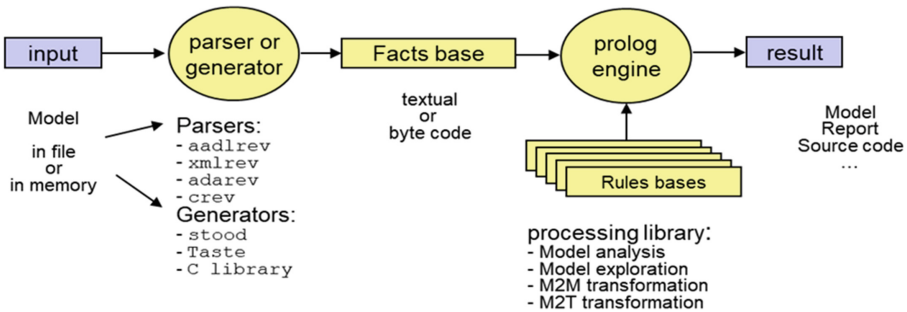 input
parser or
generator
Facts base
prolog
engine
result
Model
in file
or
in memory
Parsers:
- aadlrev
- xmlrev
- adarev
- crev
Generators:
- stood
- Taste
- C library
textual
or
byte code
Rules bases
processing library:
- Model analysis
- Model exploration
- M2M transformation
- M2T transformation
Model
Report
Source code
...